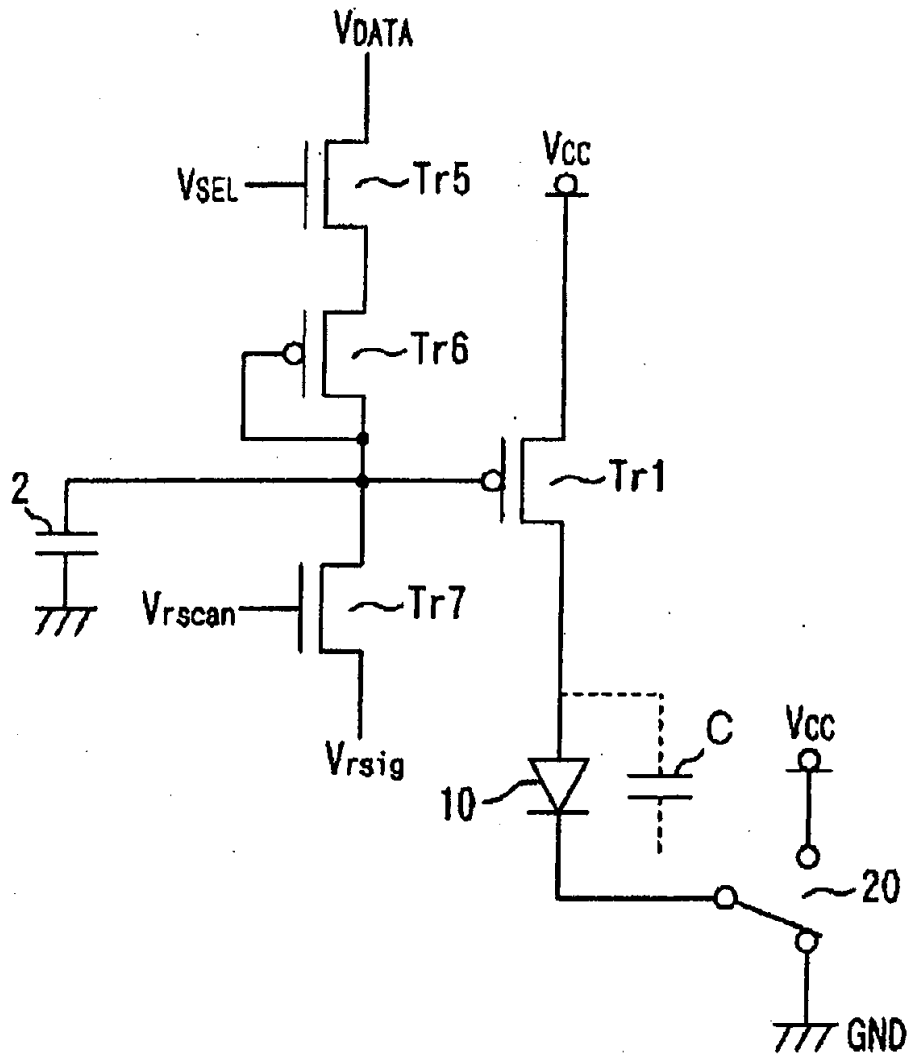 VDATA
VCC
VSEL
Tr5
Tr6
Tr1
2
Vrscan
Tr7
Vrsig
C
VCC
10
20
GND